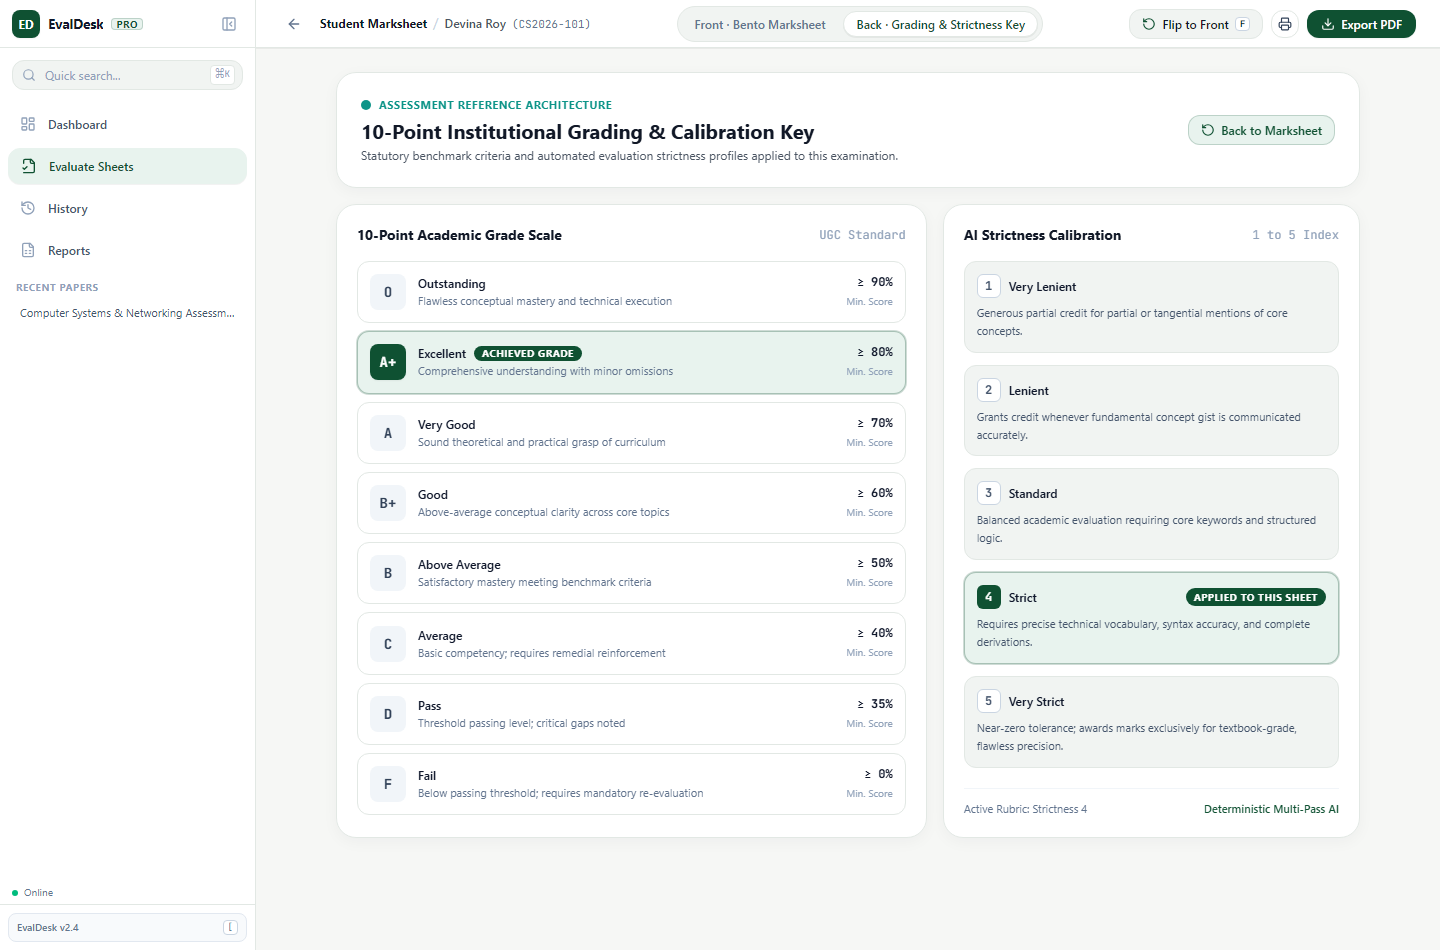 ED EvalDesk PRO
Quick search... ⌘K
Dashboard
Evaluate Sheets
History
Reports
RECENT PAPERS
Computer Systems & Networking Assessm...
Online
EvalDesk v2.4 [
Student Marksheet / Devina Roy (CS2026-101)
Front · Bento Marksheet Back · Grading & Strictness Key
Flip to Front F
Export PDF
ASSESSMENT REFERENCE ARCHITECTURE
10-Point Institutional Grading & Calibration Key
Statutory benchmark criteria and automated evaluation strictness profiles applied to this examination.
Back to Marksheet
10-Point Academic Grade Scale UGC Standard
O Outstanding ≥ 90%
Flawless conceptual mastery and technical execution Min. Score
A+ Excellent ACHIEVED GRADE ≥ 80%
Comprehensive understanding with minor omissions Min. Score
A Very Good ≥ 70%
Sound theoretical and practical grasp of curriculum Min. Score
B+ Good ≥ 60%
Above-average conceptual clarity across core topics Min. Score
B Above Average ≥ 50%
Satisfactory mastery meeting benchmark criteria Min. Score
C Average ≥ 40%
Basic competency; requires remedial reinforcement Min. Score
D Pass ≥ 35%
Threshold passing level; critical gaps noted Min. Score
F Fail ≥ 0%
Below passing threshold; requires mandatory re-evaluation Min. Score
AI Strictness Calibration 1 to 5 Index
1 Very Lenient
Generous partial credit for partial or tangential mentions of core
concepts.
2 Lenient
Grants credit whenever fundamental concept gist is communicated
accurately.
3 Standard
Balanced academic evaluation requiring core keywords and structured
logic.
4 Strict APPLIED TO THIS SHEET
Requires precise technical vocabulary, syntax accuracy, and complete
derivations.
5 Very Strict
Near-zero tolerance; awards marks exclusively for textbook-grade,
flawless precision.
Active Rubric: Strictness 4 Deterministic Multi-Pass AI